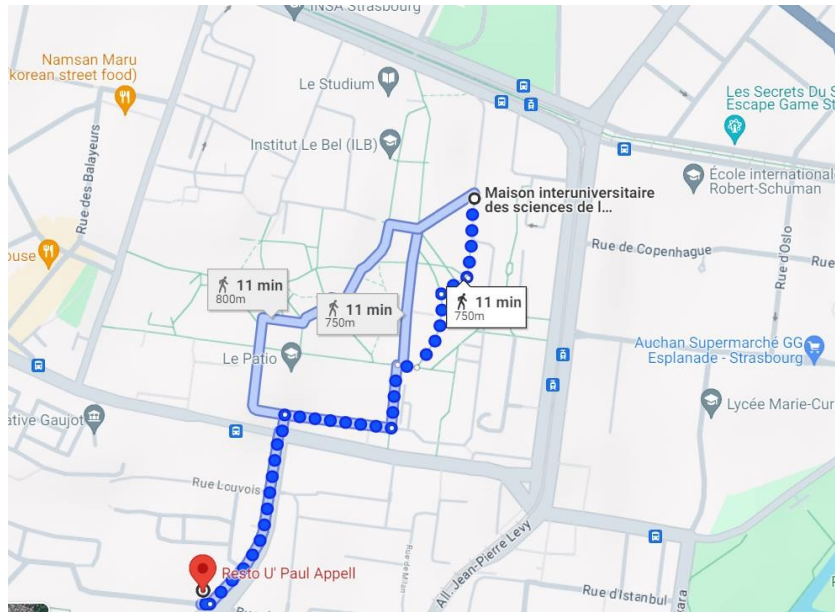 INSA Strasbourg
Namsan Maru
korean street food)
Le Studium
Les Secrets Du S
Escape Game St
Institut Le Bel (ILB)
École international
Robert-Schuman
Rue des Balayeurs
Maison interuniversitaire
des sciences de l...
Rue de Copenhague
Rue d'Oslo
ouse
11 min
800m
11 min
750m
11 min
750m
Auchan Supermarché GG
Esplanade - Strasbourg
Le Patio
Lycée Marie-Cur
ative Gaujot
Rue Louvois
Rue de Milan
All. Jean-Pierre Levy
Resto U' Paul Appell
Rue d'Istanbul
vara